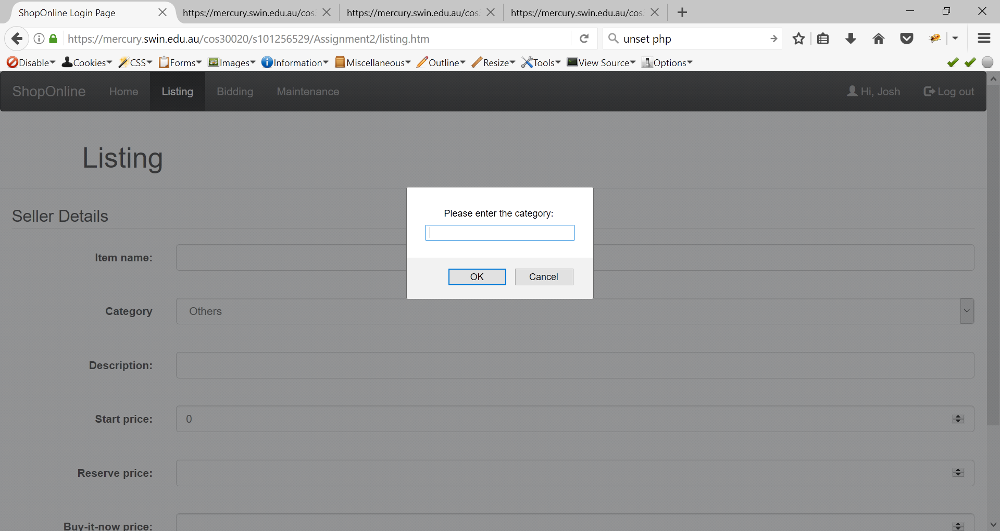 ShopOnline Login Page
https://mercury.swin.edu.au/cos
https://mercury.swin.edu.au/cos
https://mercury.swin.edu.au/cos
https://mercury.swin.edu.au/cos30020/s101256529/Assignment2/listing.htm
unset php
Disable Cookies CSS Forms Images Information Miscellaneous Outline Resize Tools View Source Options
ShopOnline Home Listing Bidding Maintenance Hi, Josh Log out
Listing
Please enter the category:
OK Cancel
Seller Details
Item name:
Category Others
Description:
Start price: 0
Reserve price:
Buy-it-now price: